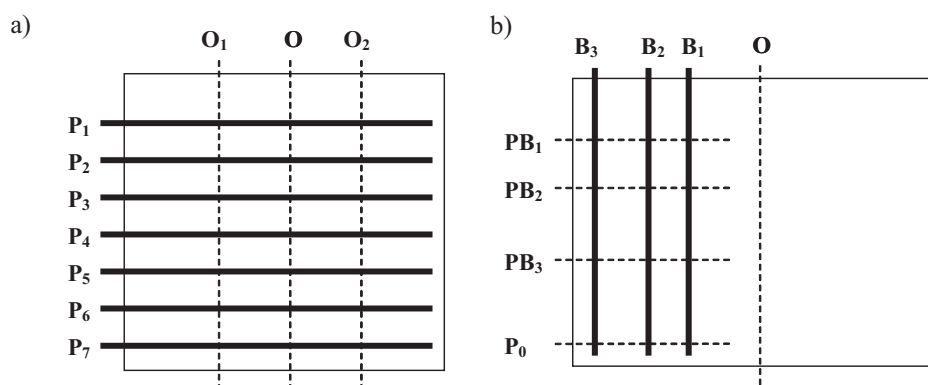 a)
O₁ O O₂
P₁
P₂
P₃
P₄
P₅
P₆
P₇
b)
B₃ B₂ B₁ O
PB₁
PB₂
PB₃
P₀